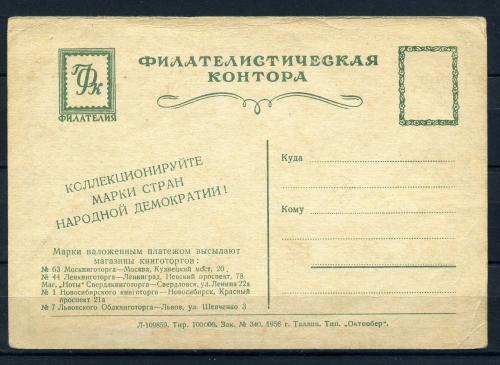 ФК
ФИЛАТЕЛИЯ
ФИЛАТЕЛИСТИЧЕСКАЯ
КОНТОРА
КОЛЛЕКЦИОНИРУЙТЕ
МАРКИ СТРАН
НАРОДНОЙ ДЕМОКРАТИИ!
Марки наложенным платежом высылают
магазины книготоргов:
№ 63 Москниготорга—Москва, Кузнецкий мост, 20
№ 44 Ленкниготорга—Ленинград, Невский проспект, 78
Маг. „Ноты" Свердлкниготорга—Свердловск, ул. Ленина 22а
№ 1 Новосибирского книготорга—Новосибирск, Красный
проспект 21а
№ 7 Львовского Облкниготорга—Львов, ул. Шевченко 3
Куда
Кому
Л-109859. Тир. 100000. Зак. № 340. 1956 г. Таллин. Тип. „Октообер".